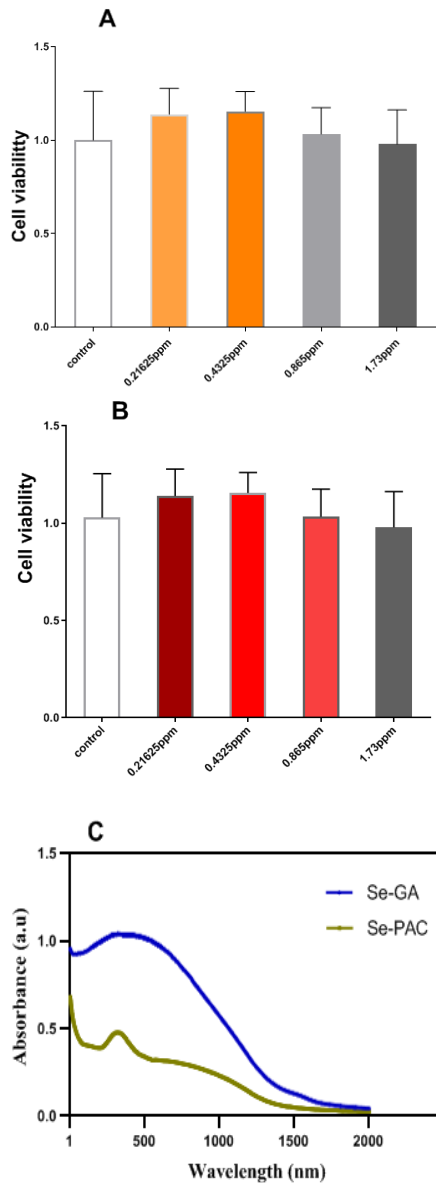 A
Cell viabilitty
1.5
1.0
0.5
0.0
control
0.21625ppm
0.4325ppm
0.865ppm
1.73ppm
B
Cell viability
1.5
1.0
0.5
0.0
control
0.21625ppm
0.4325ppm
0.865ppm
1.73ppm
C
Absorbance (a.u)
1.5
1.0
0.5
0.0
Se-GA
Se-PAC
1 500 1000 1500 2000
Wavelength (nm)